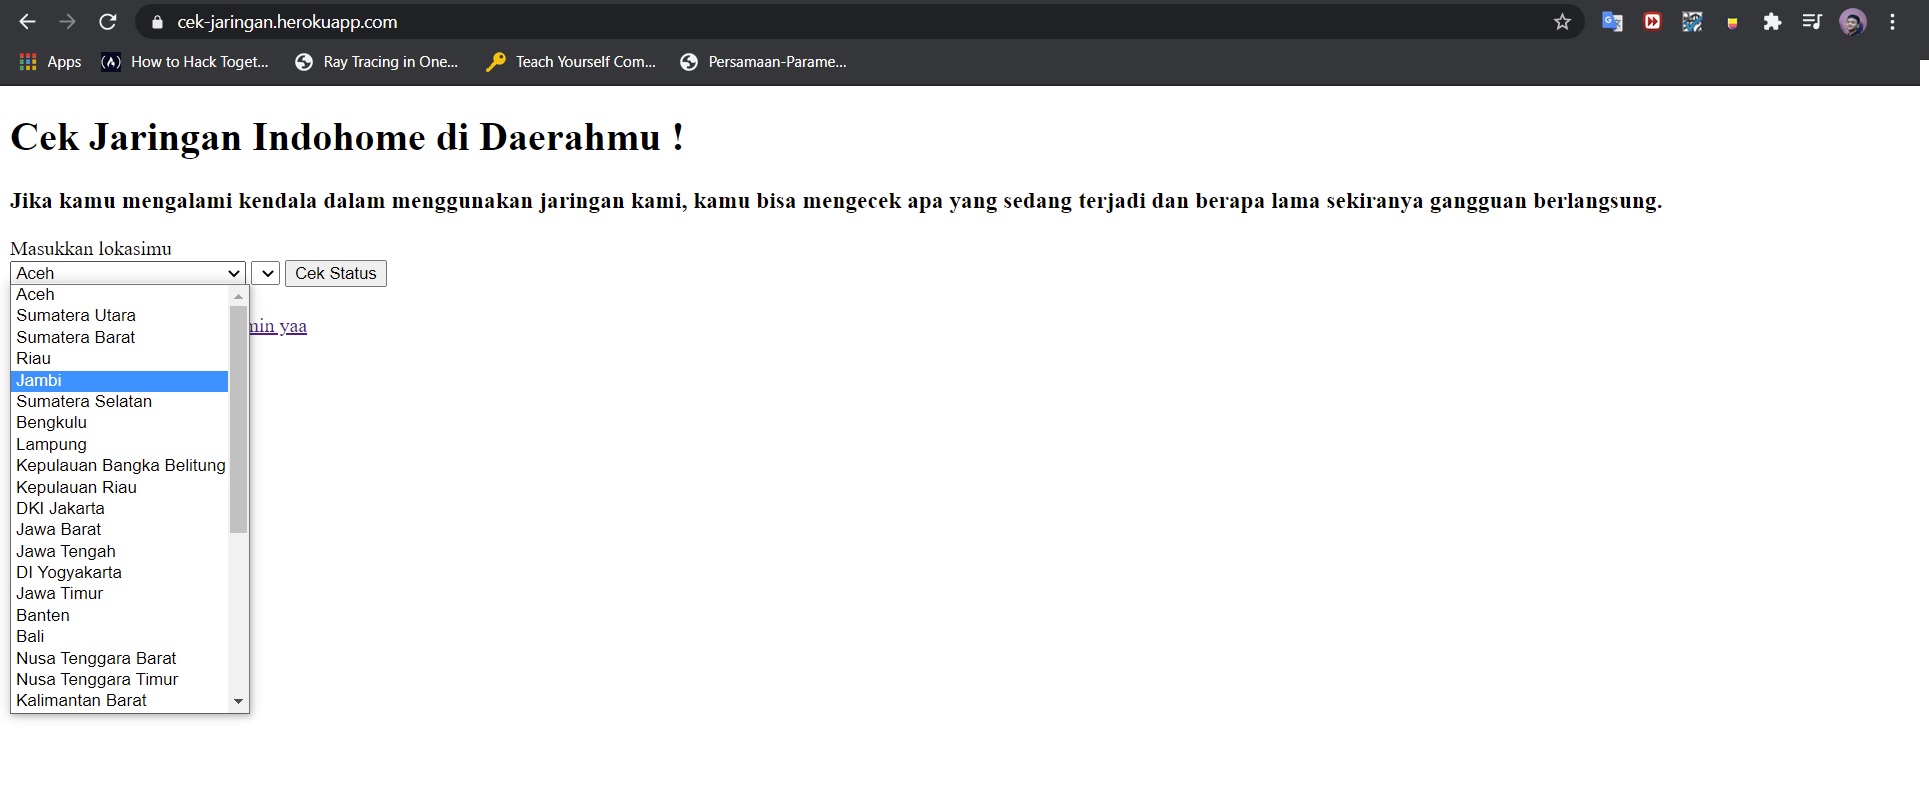 cek-jaringan.herokuapp.com
Apps How to Hack Toget... Ray Tracing in One... Teach Yourself Com... Persamaan-Parame...
Cek Jaringan Indohome di Daerahmu !
Jika kamu mengalami kendala dalam menggunakan jaringan kami, kamu bisa mengecek apa yang sedang terjadi dan berapa lama sekiranya gangguan berlangsung.
Masukkan lokasimu
Aceh Cek Status
Aceh
Sumatera Utara
yaa
Sumatera Barat
Riau
Jambi
Sumatera Selatan
Bengkulu
Lampung
Kepulauan Bangka Belitung
Kepulauan Riau
DKI Jakarta
Jawa Barat
Jawa Tengah
DI Yogyakarta
Jawa Timur
Banten
Bali
Nusa Tenggara Barat
Nusa Tenggara Timur
Kalimantan Barat